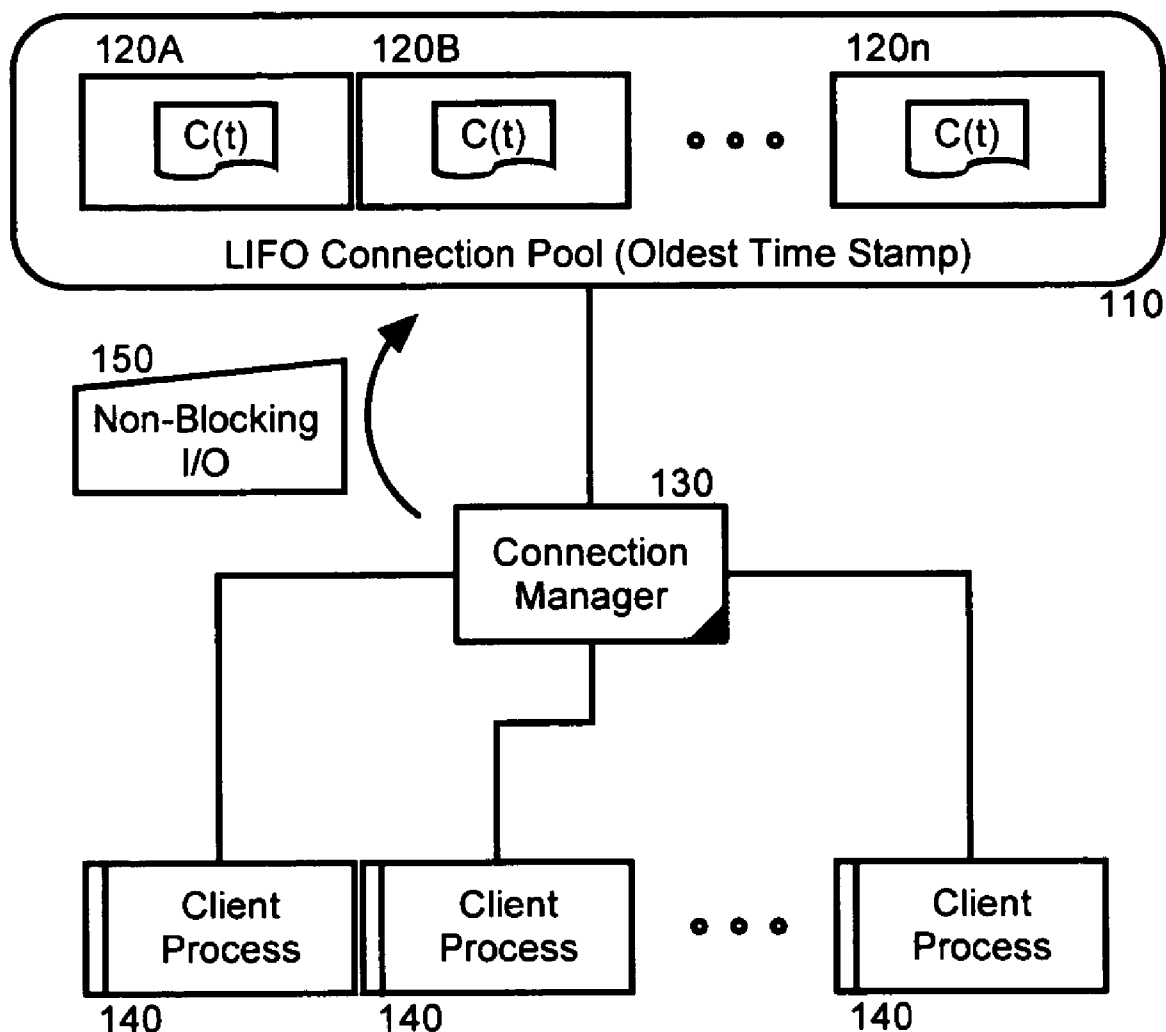 120A 120B 120n
C(t) C(t) C(t)
LIFO Connection Pool (Oldest Time Stamp)
110
150
Non-Blocking
I/O
130
Connection
Manager
Client Process
Client Process
Client Process
140 140 140